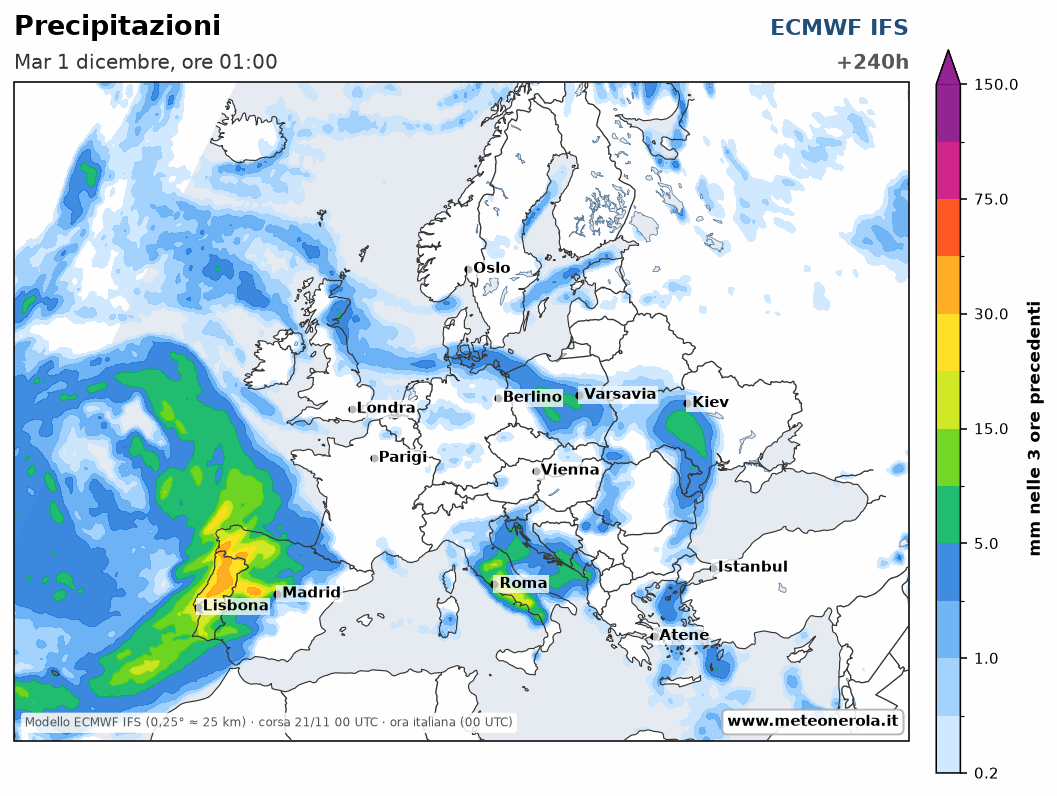 Precipitazioni
ECMWF IFS
Mar 1 dicembre, ore 01:00
+240h
150.0
75.0
30.0
15.0
5.0
1.0
0.2
mm nelle 3 ore precedenti
Oslo
Berlino
Varsavia
Kiev
Londra
Parigi
Vienna
Istanbul
Roma
Madrid
Lisbona
Atene
Modello ECMWF IFS (0,25° ≈ 25 km) · corsa 21/11 00 UTC · ora italiana (00 UTC)
www.meteonerola.it